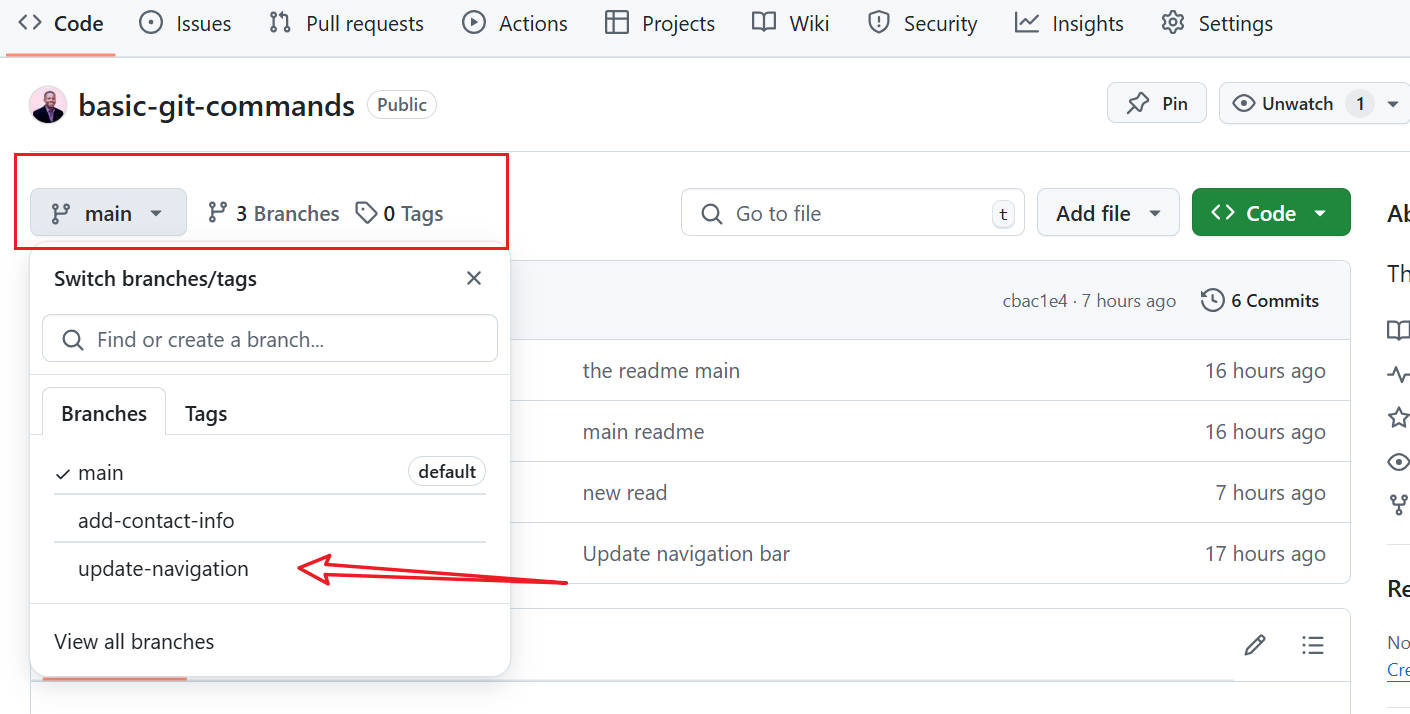 Code Issues Pull requests Actions Projects Wiki Security Insights Settings
basic-git-commands Public Pin Unwatch 1
main 3 Branches 0 Tags Go to file t Add file Code Ab
Switch branches/tags
Th
cbac1e4 · 7 hours ago 6 Commits
Find or create a branch...
the readme main 16 hours ago
Branches Tags
main readme 16 hours ago
main default
new read 7 hours ago
add-contact-info
Update navigation bar 17 hours ago
update-navigation
Re
View all branches
No
Cre